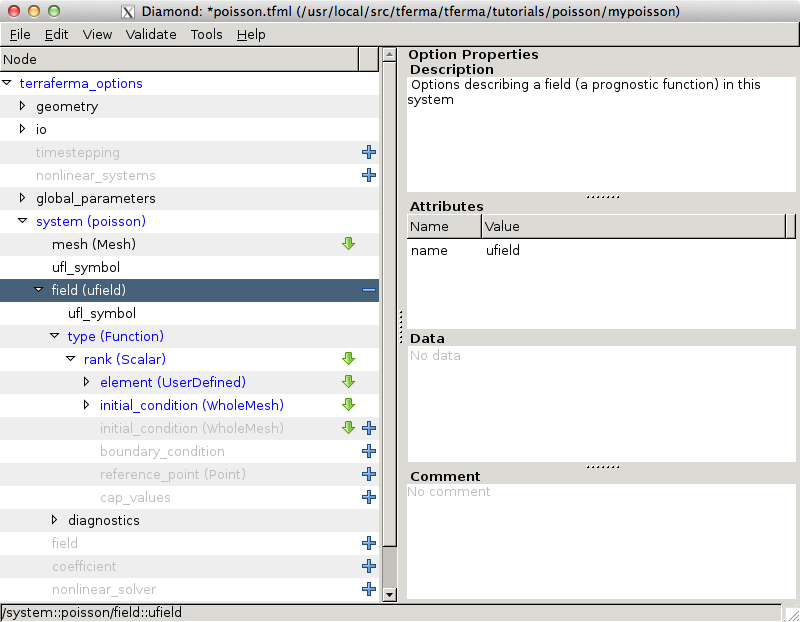 Diamond: *poisson.tfml (/usr/local/src/tferma/tferma/tutorials/poisson/mypoisson)
File Edit View Validate Tools Help
Node
terraferma_options
geometry
io
timestepping
nonlinear_systems
global_parameters
system (poisson)
mesh (Mesh)
ufl_symbol
field (ufield)
ufl_symbol
type (Function)
rank (Scalar)
element (UserDefined)
initial_condition (WholeMesh)
initial_condition (WholeMesh)
boundary_condition
reference_point (Point)
cap_values
diagnostics
field
coefficient
nonlinear_solver
Option Properties
Description
Options describing a field (a prognostic function) in this
system
Attributes
Name Value
name ufield
Data
No data
Comment
No comment
/system::poisson/field::ufield